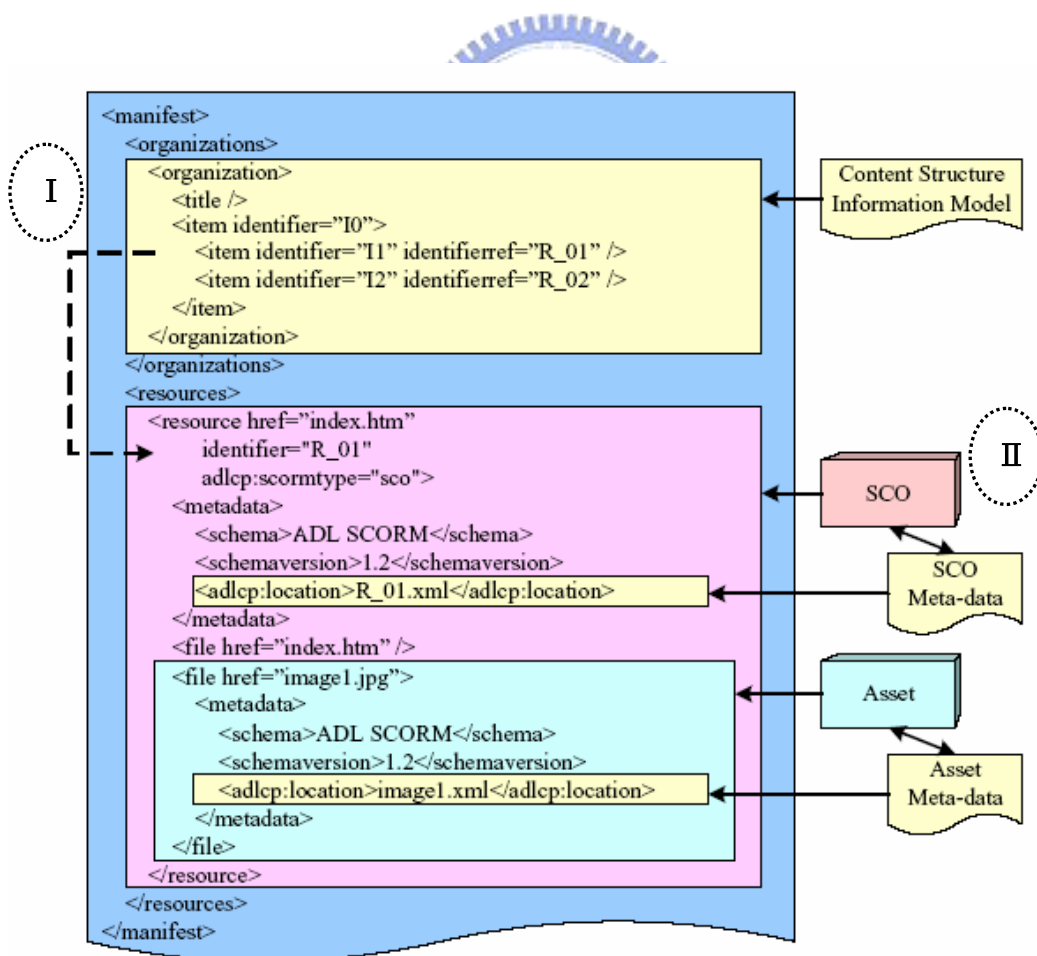 I
<manifest>
<organizations>
<organization>
<title />
<item identifier=”I0”>
<item identifier=”I1” identifierref=”R_01” />
<item identifier=”I2” identifierref=”R_02” />
</item>
</organization>
</organizations>
<resources>
<resource href=”index.htm”
identifier="R_01"
adlcp:scormtype="sco">
<metadata>
<schema>ADL SCORM</schema>
<schemaversion>1.2</schemaversion>
<adlcp:location>R_01.xml</adlcp:location>
</metadata>
<file href=”index.htm” />
<file href=”image1.jpg”>
<metadata>
<schema>ADL SCORM</schema>
<schemaversion>1.2</schemaversion>
<adlcp:location>image1.xml</adlcp:location>
</metadata>
</file>
</resource>
</resources>
</manifest>
Content Structure
Information Model
II
SCO
SCO
Meta-data
Asset
Asset
Meta-data